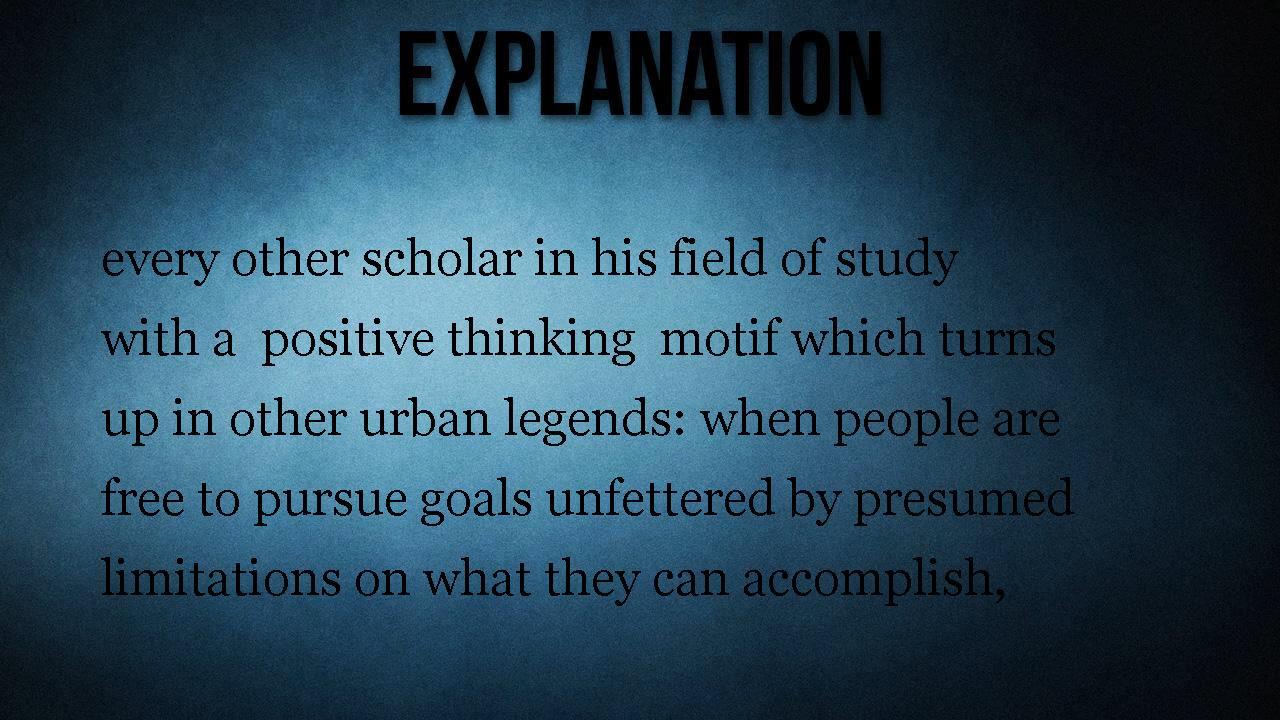 EXPLANATION
every other scholar in his field of study
with a  positive thinking  motif which turns
up in other urban legends: when people are
free to pursue goals unfettered by presumed
limitations on what they can accomplish,